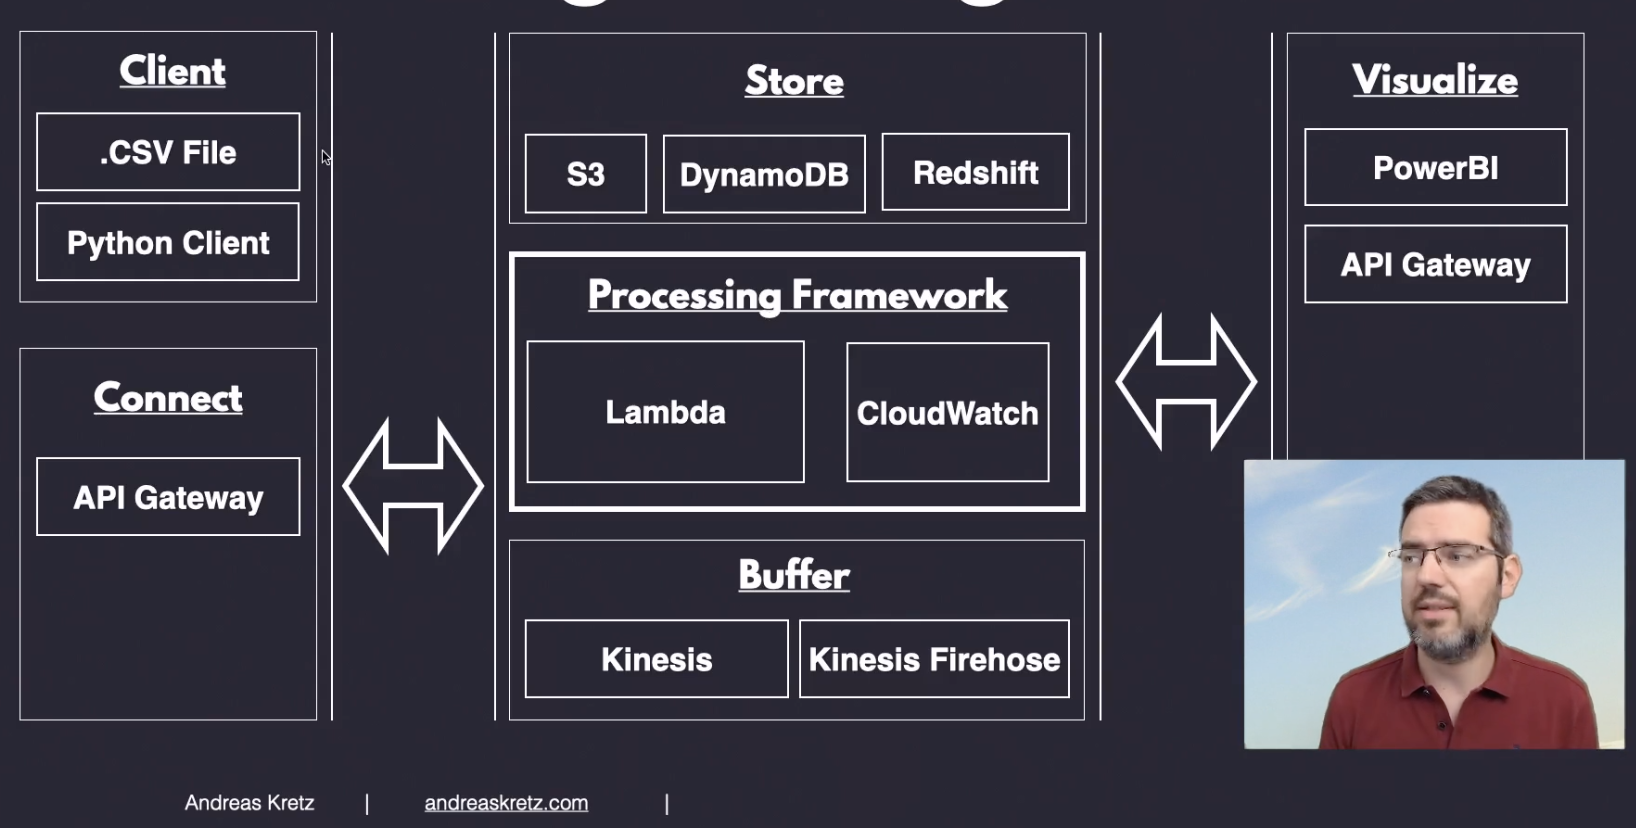 Client
.CSV File
Python Client
Connect
API Gateway
Store
S3
DynamoDB
Redshift
Processing Framework
Lambda
CloudWatch
Buffer
Kinesis
Kinesis Firehose
Visualize
PowerBI
API Gateway
Andreas Kretz | andreaskretz.com |